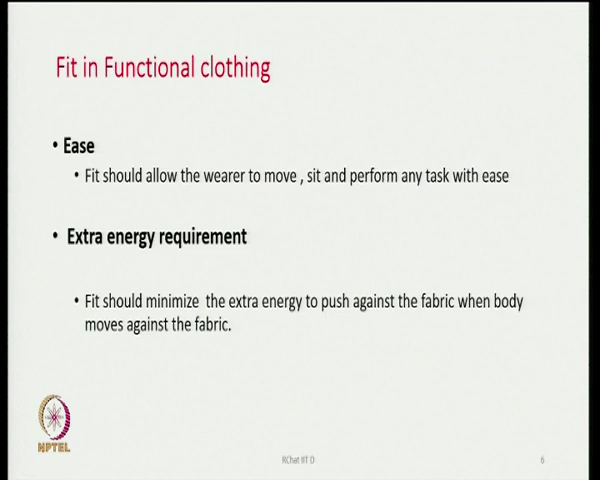 Fit in Functional clothing
• Ease
• Fit should allow the wearer to move , sit and perform any task with ease
• Extra energy requirement
• Fit should minimize the extra energy to push against the fabric when body
moves against the fabric.
NPTEL
RChat IIT D
6